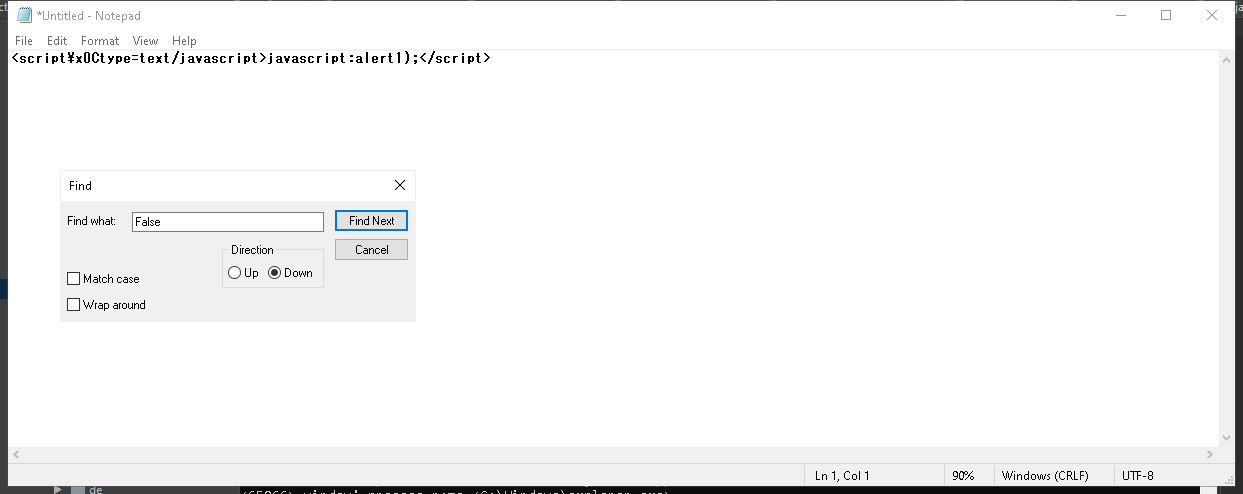 *Untitled - Notepad
File Edit Format View Help
<script¥x0Ctype=text/javascript>javascript:alert1);</script>
Find
Find what: False Find Next
Direction Cancel
Up Down
Match case
Wrap around
Ln 1, Col 1 90% Windows (CRLF) UTF-8
de